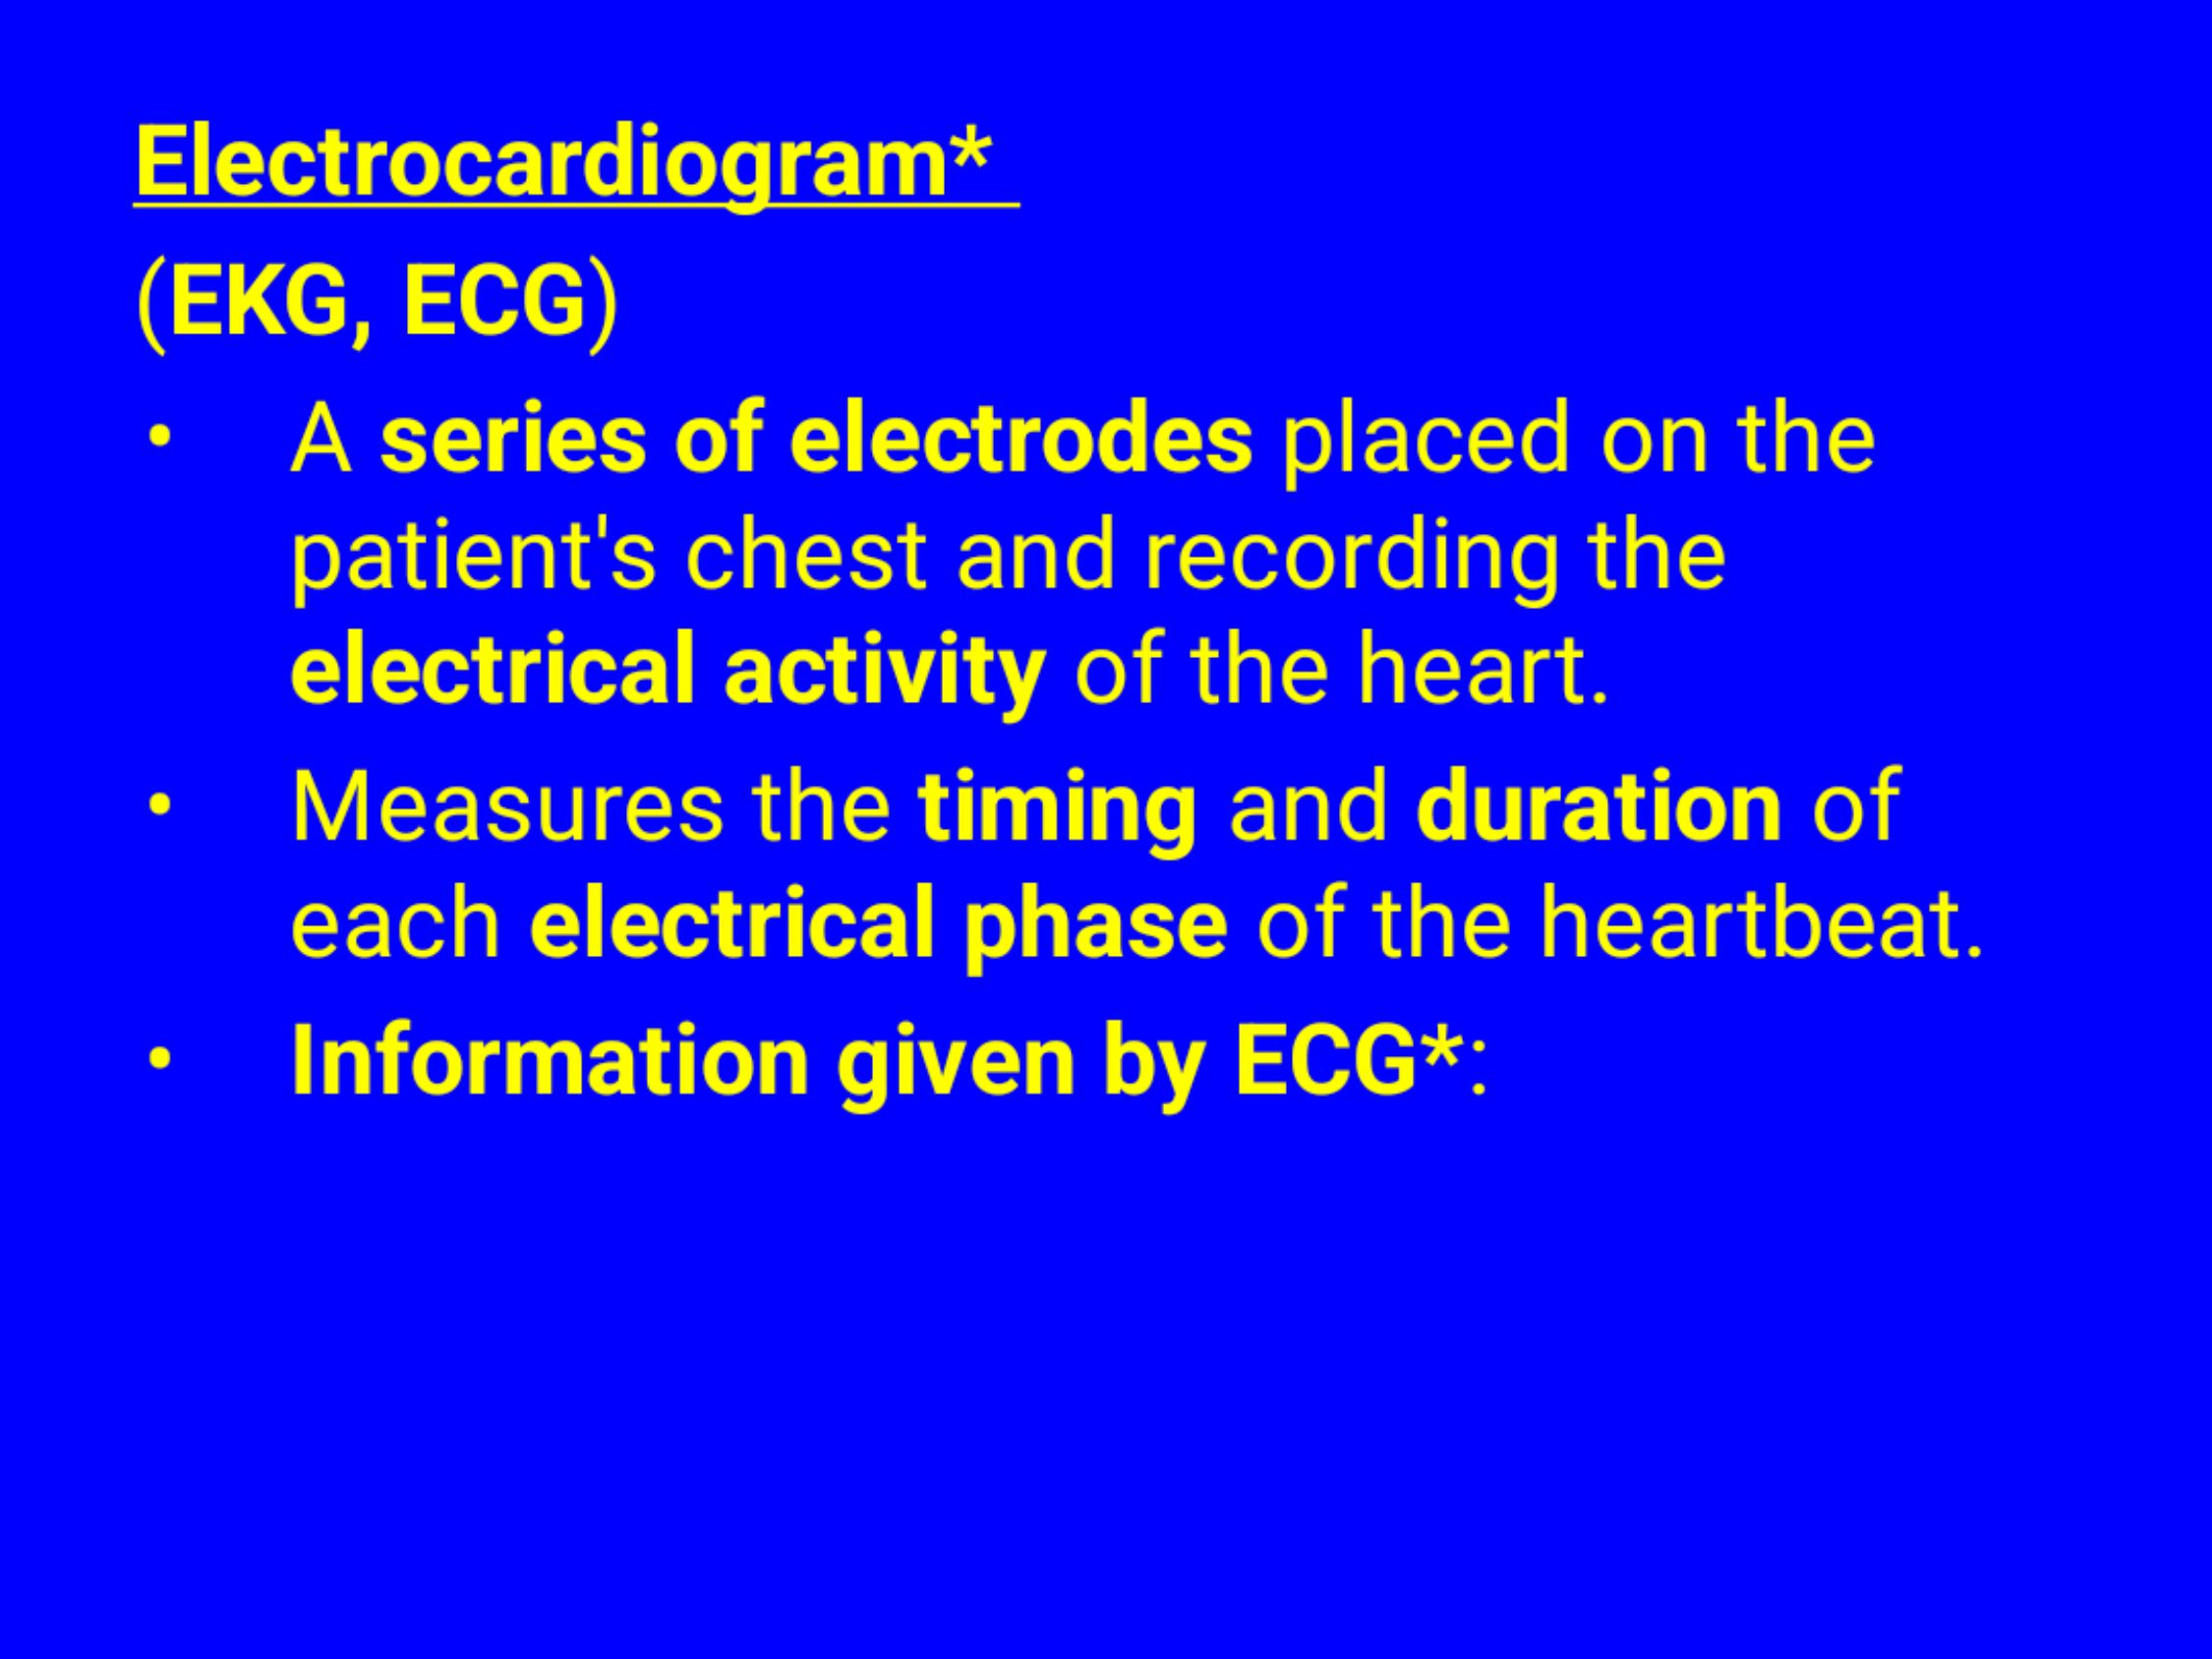 Electrocardiogram*
(EKG, ECG)
• A series of electrodes placed on the
patient's chest and recording the
electrical activity of the heart.
• Measures the timing and duration of
each electrical phase of the heartbeat.
• Information given by ECG*: